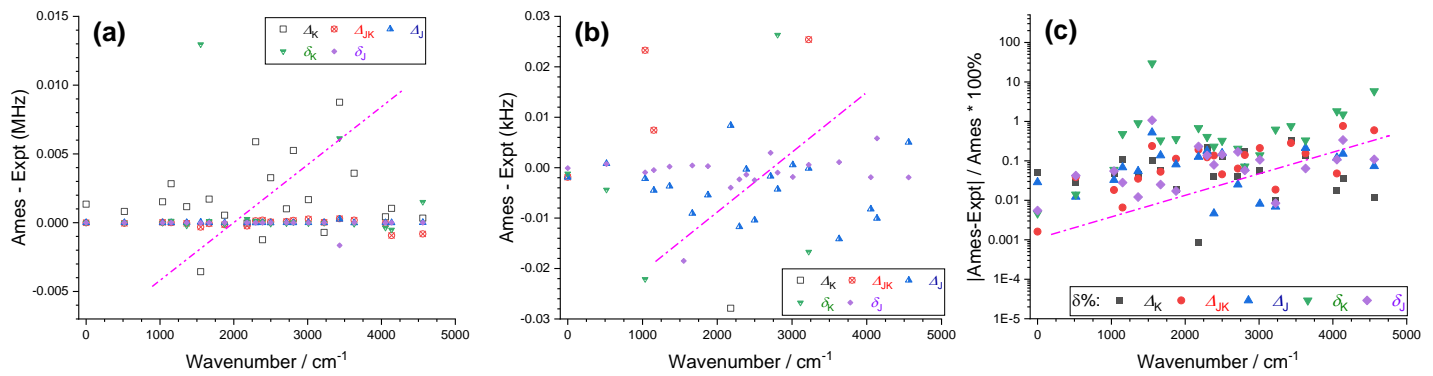 (a)
Δ_K Δ_JK Δ_J
δ_K δ_J
0.015
0.010
0.005
0.000
-0.005
Ames - Expt (MHz)
0 1000 2000 3000 4000 5000
Wavenumber / cm⁻¹
(b)
0.03
0.02
0.01
0.00
-0.01
-0.02
-0.03
Ames - Expt (kHz)
Δ_K Δ_JK Δ_J
δ_K δ_J
0 1000 2000 3000 4000 5000
Wavenumber / cm⁻¹
(c)
100
10
1
0.1
0.01
0.001
1E-4
1E-5
|Ames-Expt| / Ames * 100%
δ%: Δ_K Δ_JK Δ_J δ_K δ_J
0 1000 2000 3000 4000 5000
Wavenumber / cm⁻¹